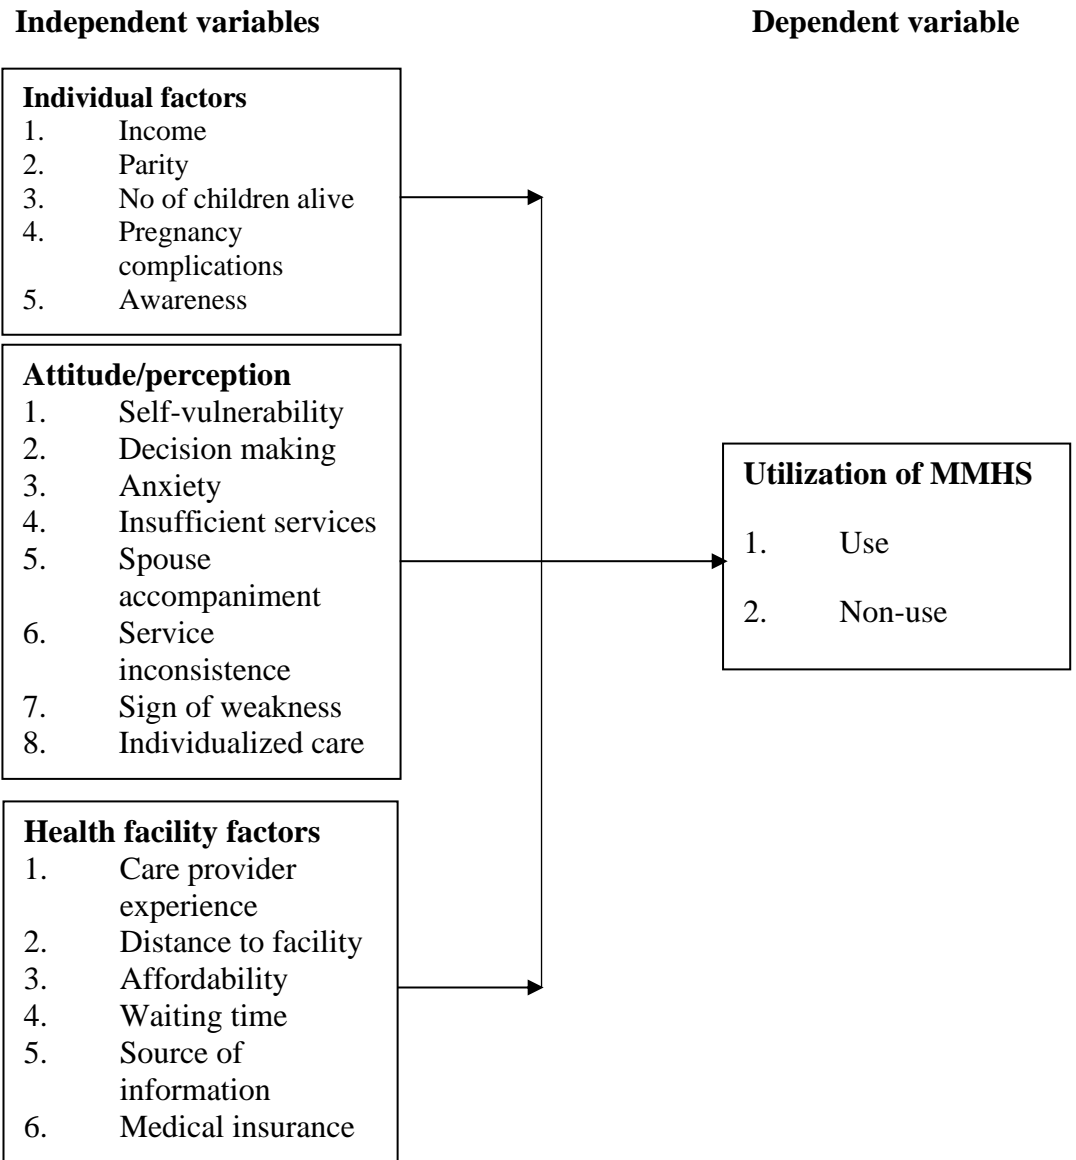 Independent variables
Dependent variable
Individual factors
1. Income
2. Parity
3. No of children alive
4. Pregnancy
complications
5. Awareness
Attitude/perception
1. Self-vulnerability
2. Decision making
3. Anxiety
4. Insufficient services
5. Spouse
accompaniment
6. Service
inconsistence
7. Sign of weakness
8. Individualized care
Health facility factors
1. Care provider
experience
2. Distance to facility
3. Affordability
4. Waiting time
5. Source of
information
6. Medical insurance
Utilization of MMHS
1. Use
2. Non-use